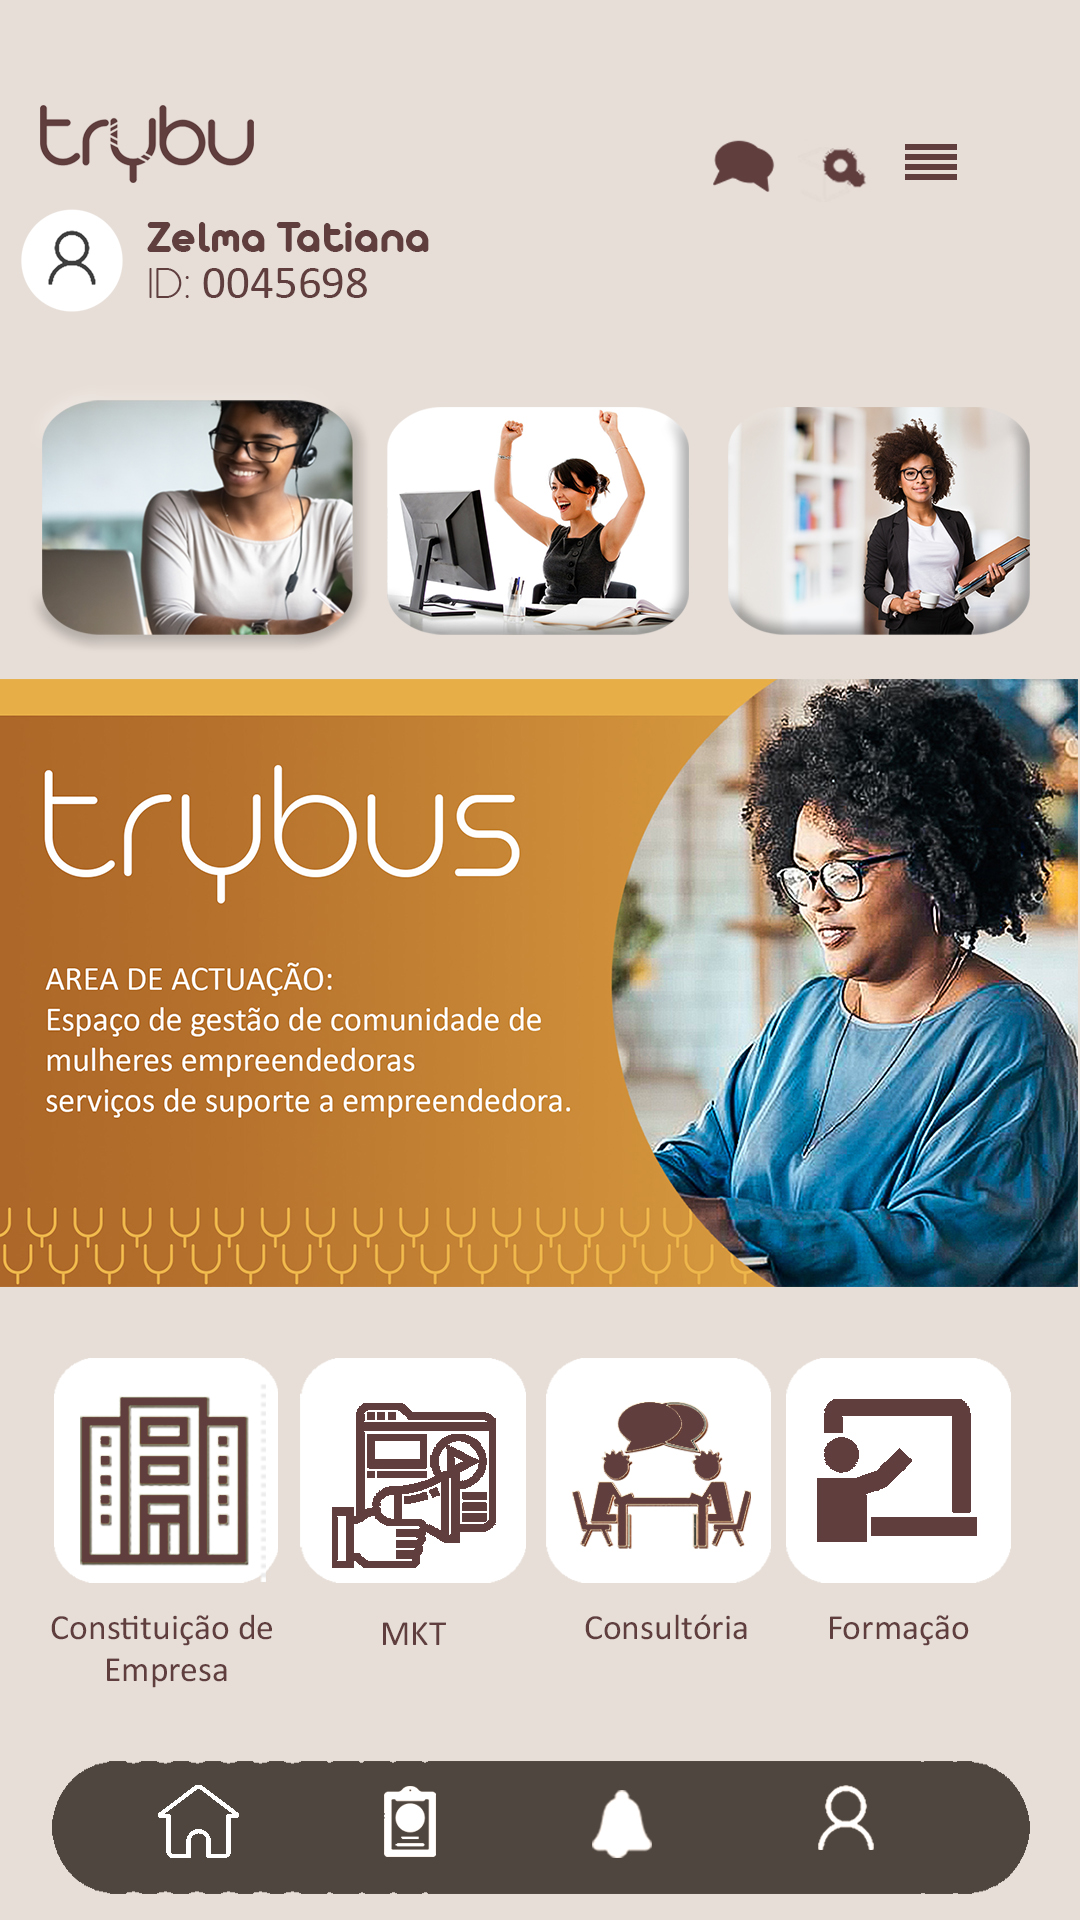 trybu
Zelma Tatiana
ID: 0045698
trybus
AREA DE ACTUAÇÃO:
Espaço de gestão de comunidade de
mulheres empreendedoras
serviços de suporte a empreendedora.
Constituição de
Empresa
MKT
Consultória
Formação